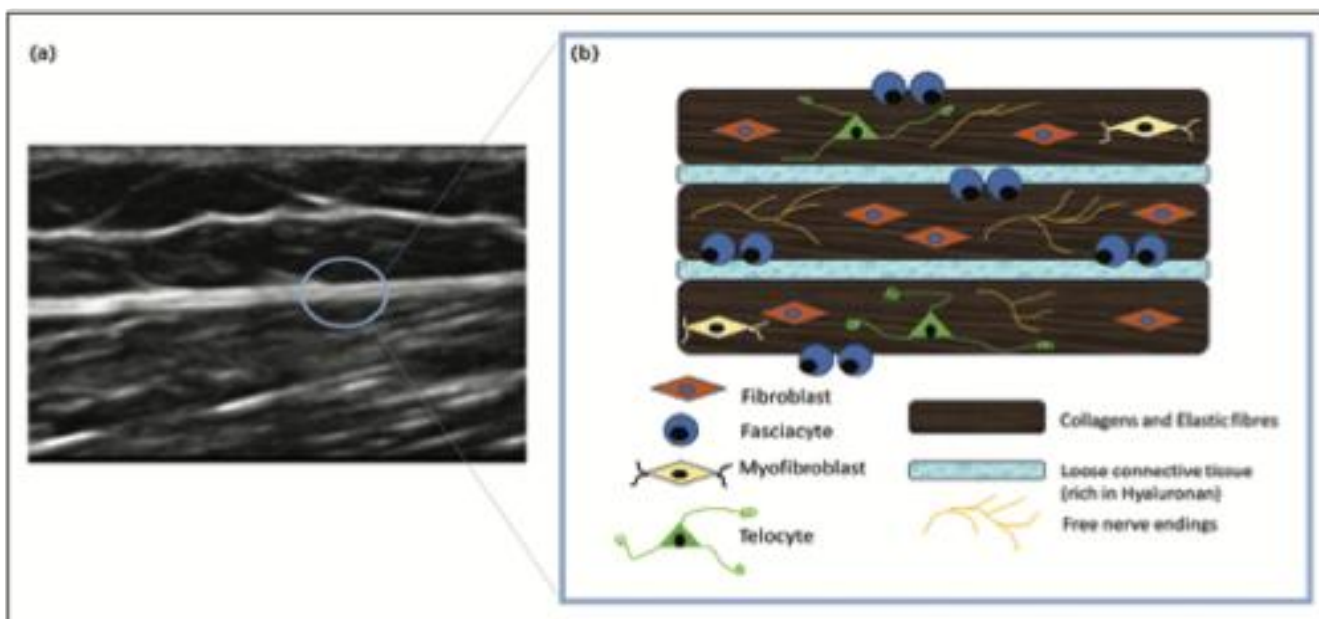 (a)
(b)
Fibroblast
Fasciacyte
Myofibroblast
Telocyte
Collagens and Elastic fibres
Loose connective tissue
(rich in Hyaluronan)
Free nerve endings